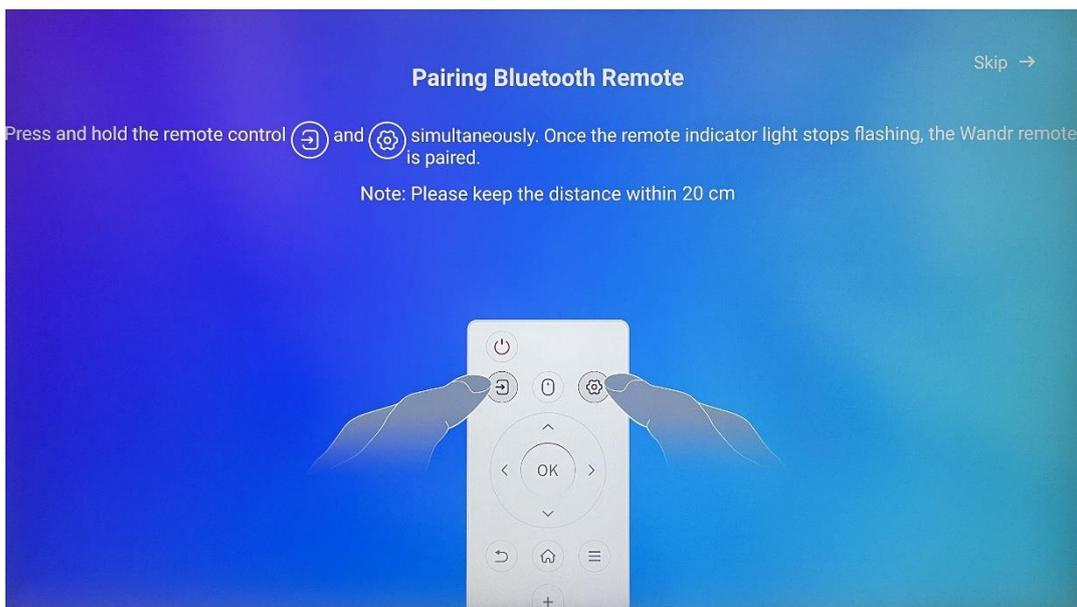 Skip
Pairing Bluetooth Remote
Press and hold the remote control and simultaneously. Once the remote indicator light stops flashing, the Wandr remote
is paired.
Note: Please keep the distance within 20 cm
OK